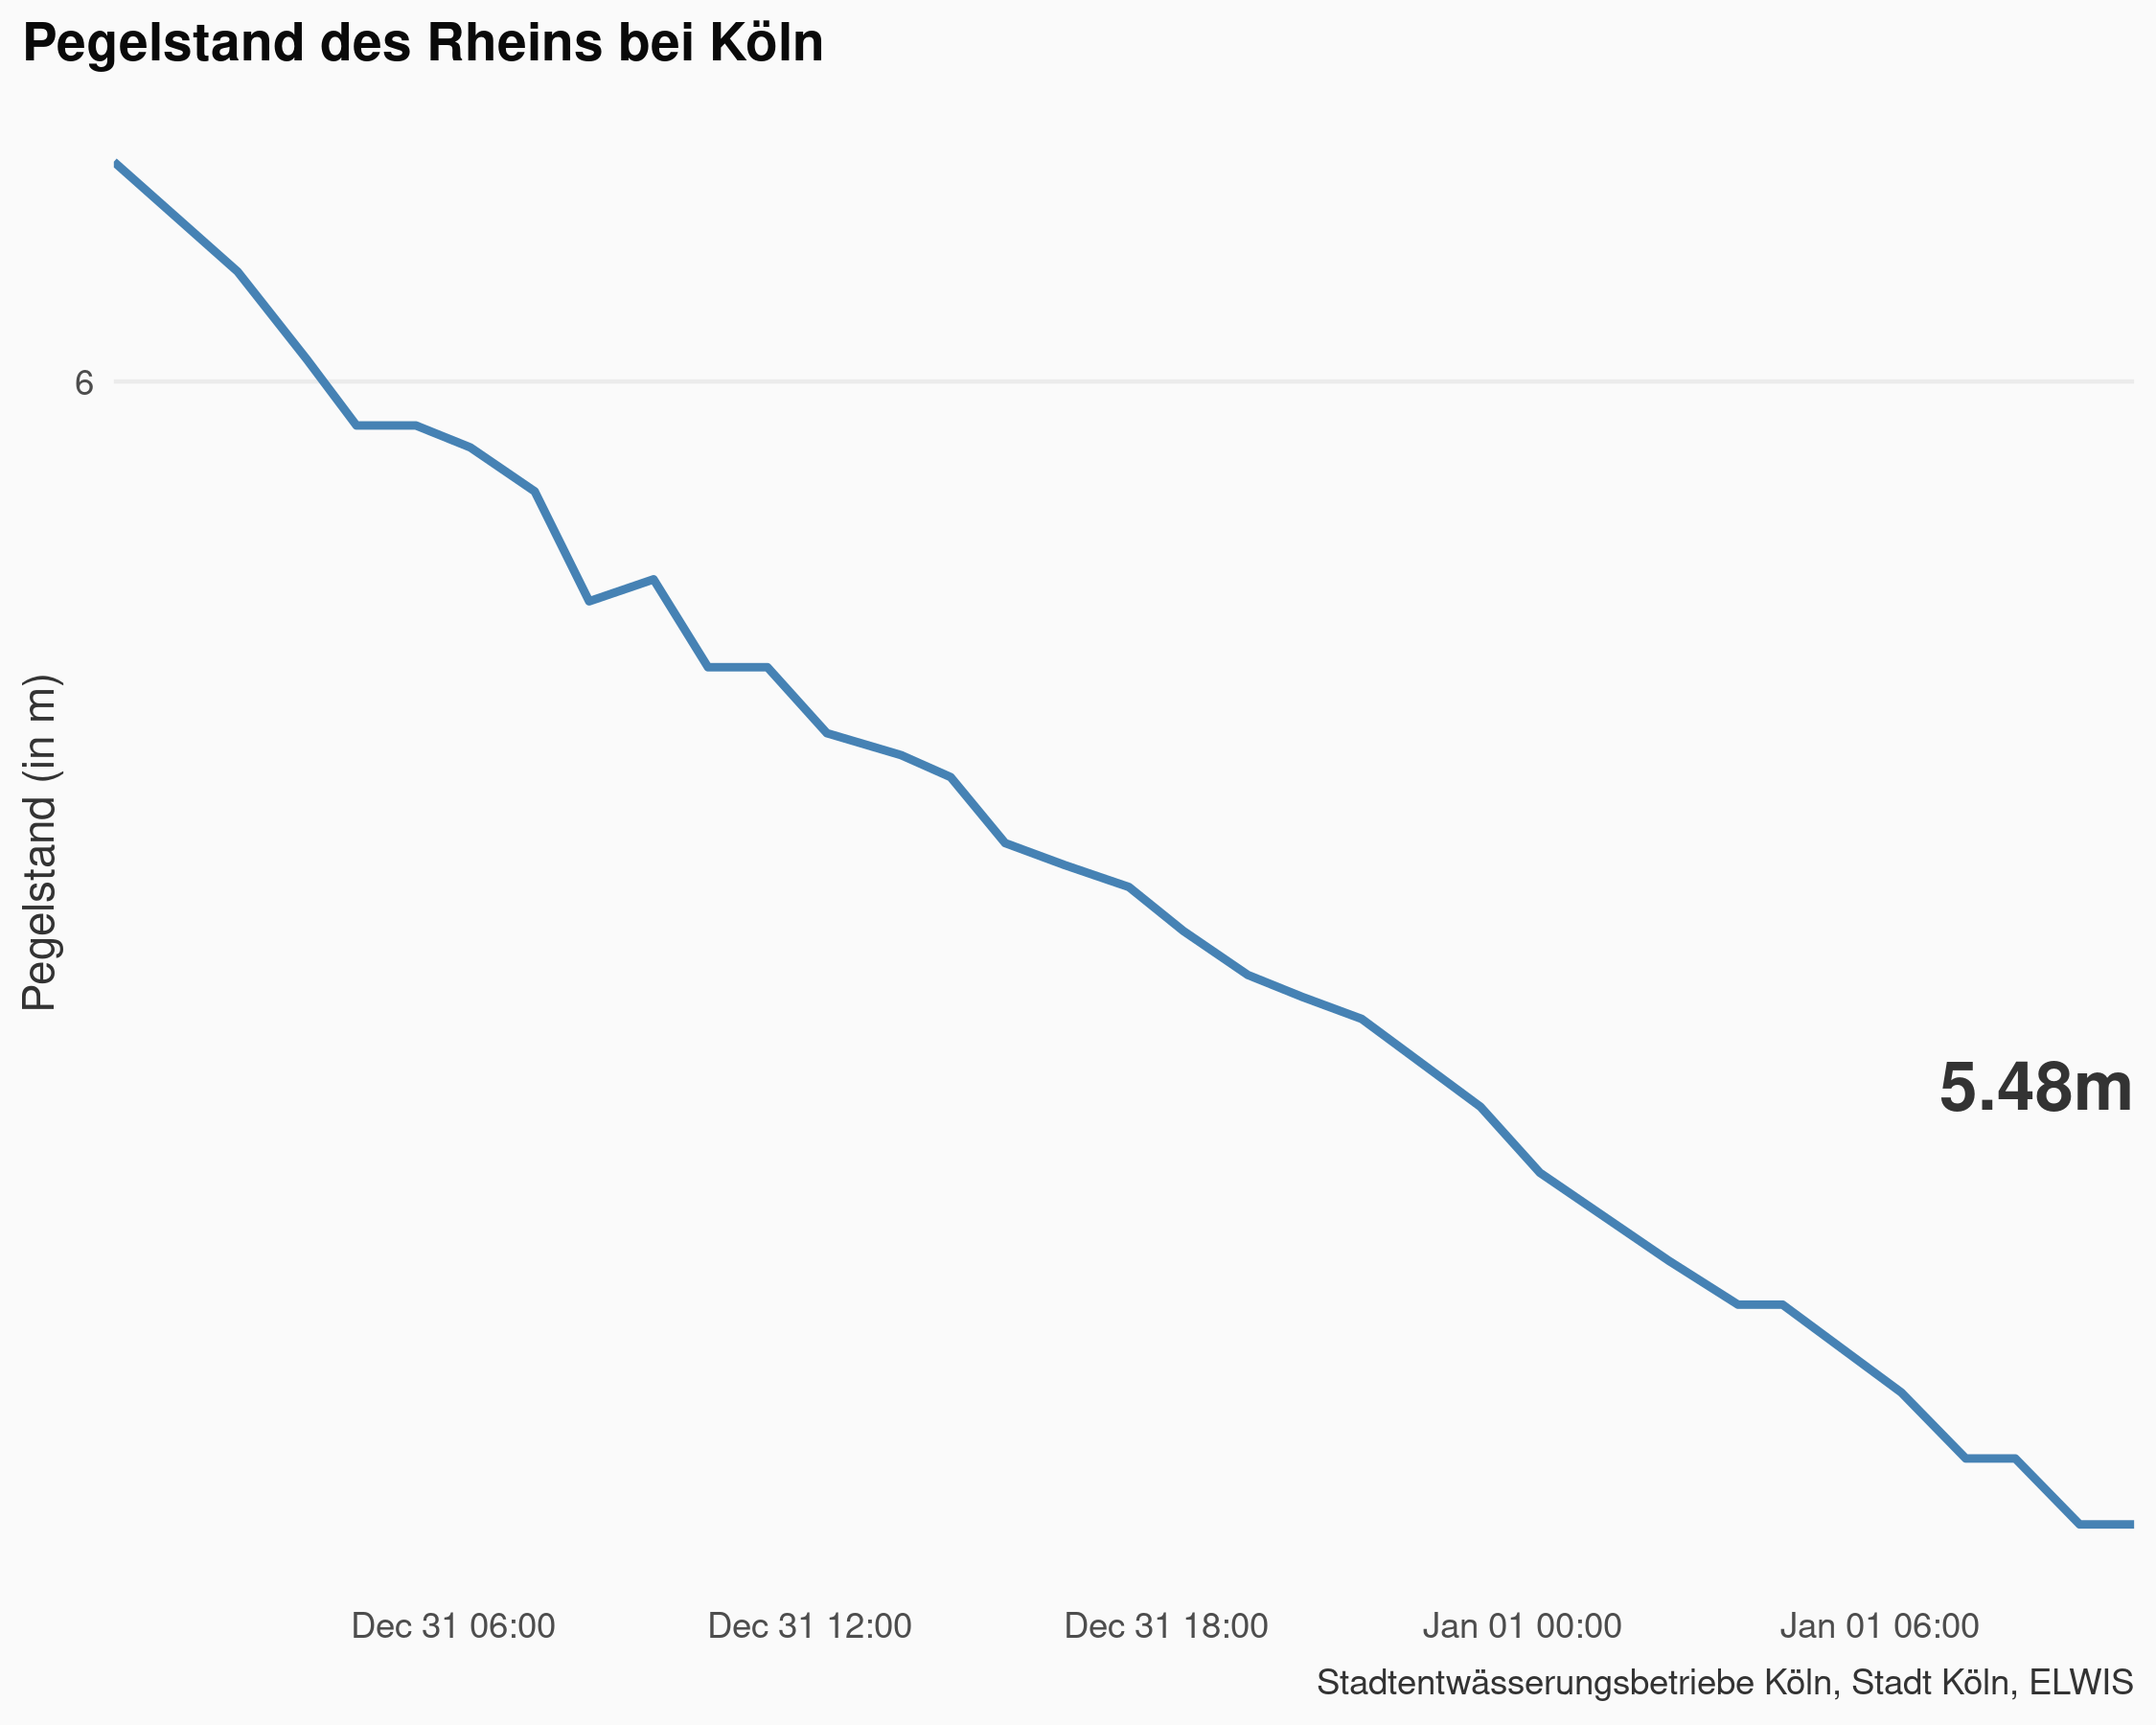 Pegelstand des Rheins bei Köln
6
Pegelstand (in m)
5.48m
Dec 31 06:00
Dec 31 12:00
Dec 31 18:00
Jan 01 00:00
Jan 01 06:00
Stadtentwässerungsbetriebe Köln, Stadt Köln, ELWIS